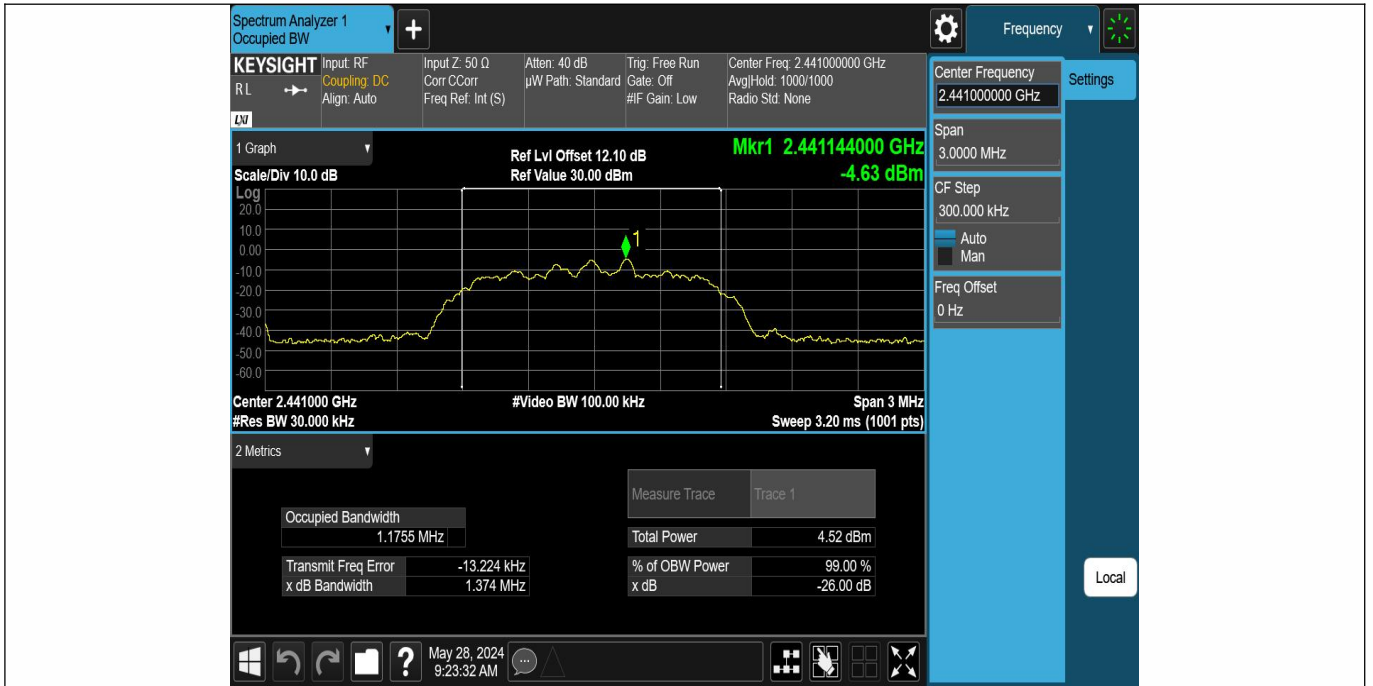 Spectrum Analyzer 1
Occupied BW
+
Frequency
KEYSIGHT
RL
LXI
Input: RF
Coupling: DC
Align: Auto
Input Z: 50 Ω
Corr CCorr
Freq Ref: Int (S)
Atten: 40 dB
µW Path: Standard
Trig: Free Run
Gate: Off
#IF Gain: Low
Center Freq: 2.441000000 GHz
Avg|Hold: 1000/1000
Radio Std: None
Center Frequency
2.441000000 GHz
Settings
Span
3.0000 MHz
CF Step
300.000 kHz
Auto
Man
Freq Offset
0 Hz
Local
1 Graph
Scale/Div 10.0 dB
Ref Lvl Offset 12.10 dB
Ref Value 30.00 dBm
Mkr1 2.441144000 GHz
-4.63 dBm
Log
20.0
10.0
0.00
-10.0
-20.0
-30.0
-40.0
-50.0
-60.0
1
Center 2.441000 GHz
#Video BW 100.00 kHz
Span 3 MHz
#Res BW 30.000 kHz
Sweep 3.20 ms (1001 pts)
2 Metrics
Measure Trace Trace 1
Occupied Bandwidth
1.1755 MHz
Total Power 4.52 dBm
Transmit Freq Error -13.224 kHz
% of OBW Power 99.00 %
x dB Bandwidth 1.374 MHz
x dB -26.00 dB
?
May 28, 2024
9:23:32 AM